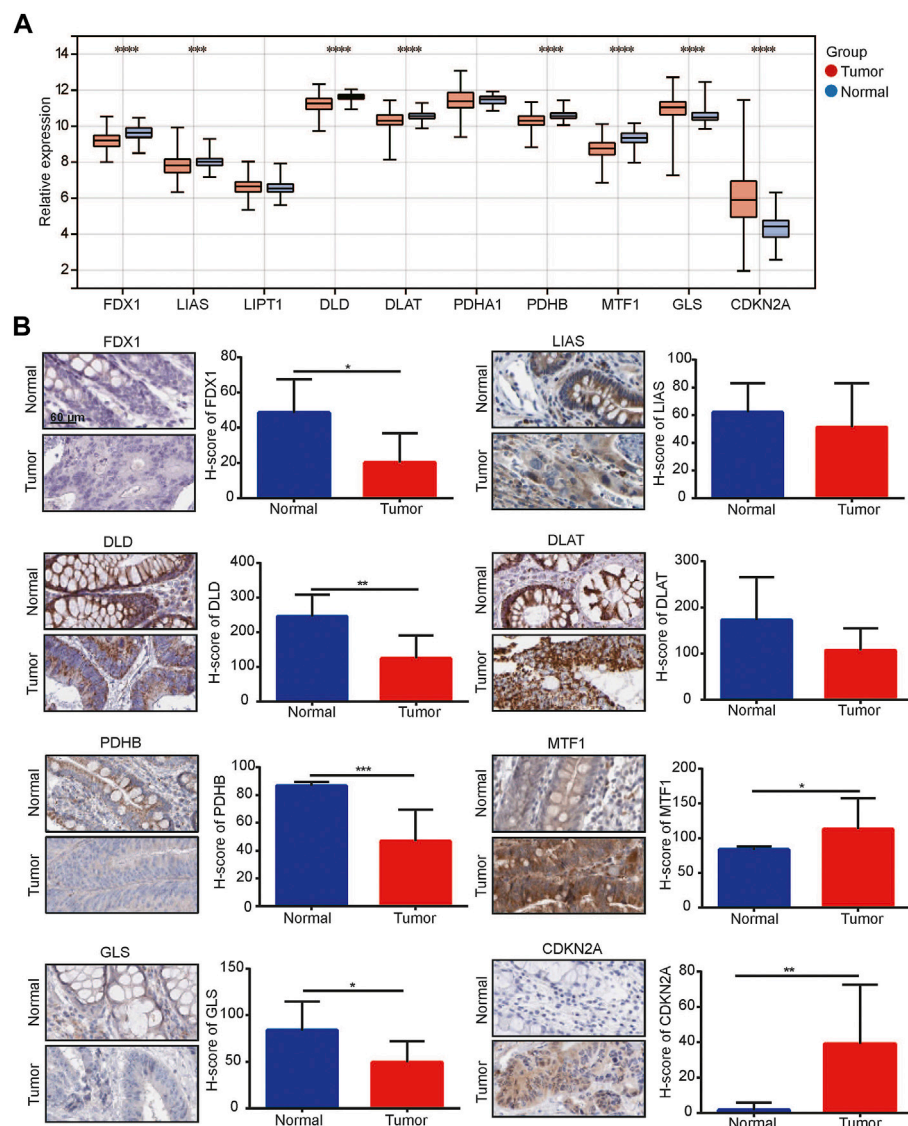 A
**** *** **** **** **** **** **** ****
Group
Tumor
Normal
Relative expression
14
12
10
8
6
4
2
FDX1 LIAS LIPT1 DLD DLAT PDHA1 PDHB MTF1 GLS CDKN2A
B
FDX1
Normal
60 μm
Tumor
H-score of FDX1
80
60
40
20
0
*
Normal Tumor
LIAS
Normal
Tumor
H-score of LIAS
100
80
60
40
20
0
Normal Tumor
DLD
Normal
Tumor
H-score of DLD
400
300
200
100
0
**
Normal Tumor
DLAT
Normal
Tumor
H-score of DLAT
300
200
100
0
Normal Tumor
PDHB
Normal
Tumor
H-score of PDHB
100
80
60
40
20
0
***
Normal Tumor
MTF1
Normal
Tumor
H-score of MTF1
200
150
100
50
0
*
Normal Tumor
GLS
Normal
Tumor
H-score of GLS
150
100
50
0
*
Normal Tumor
CDKN2A
Normal
Tumor
H-score of CDKN2A
80
60
40
20
0
**
Normal Tumor